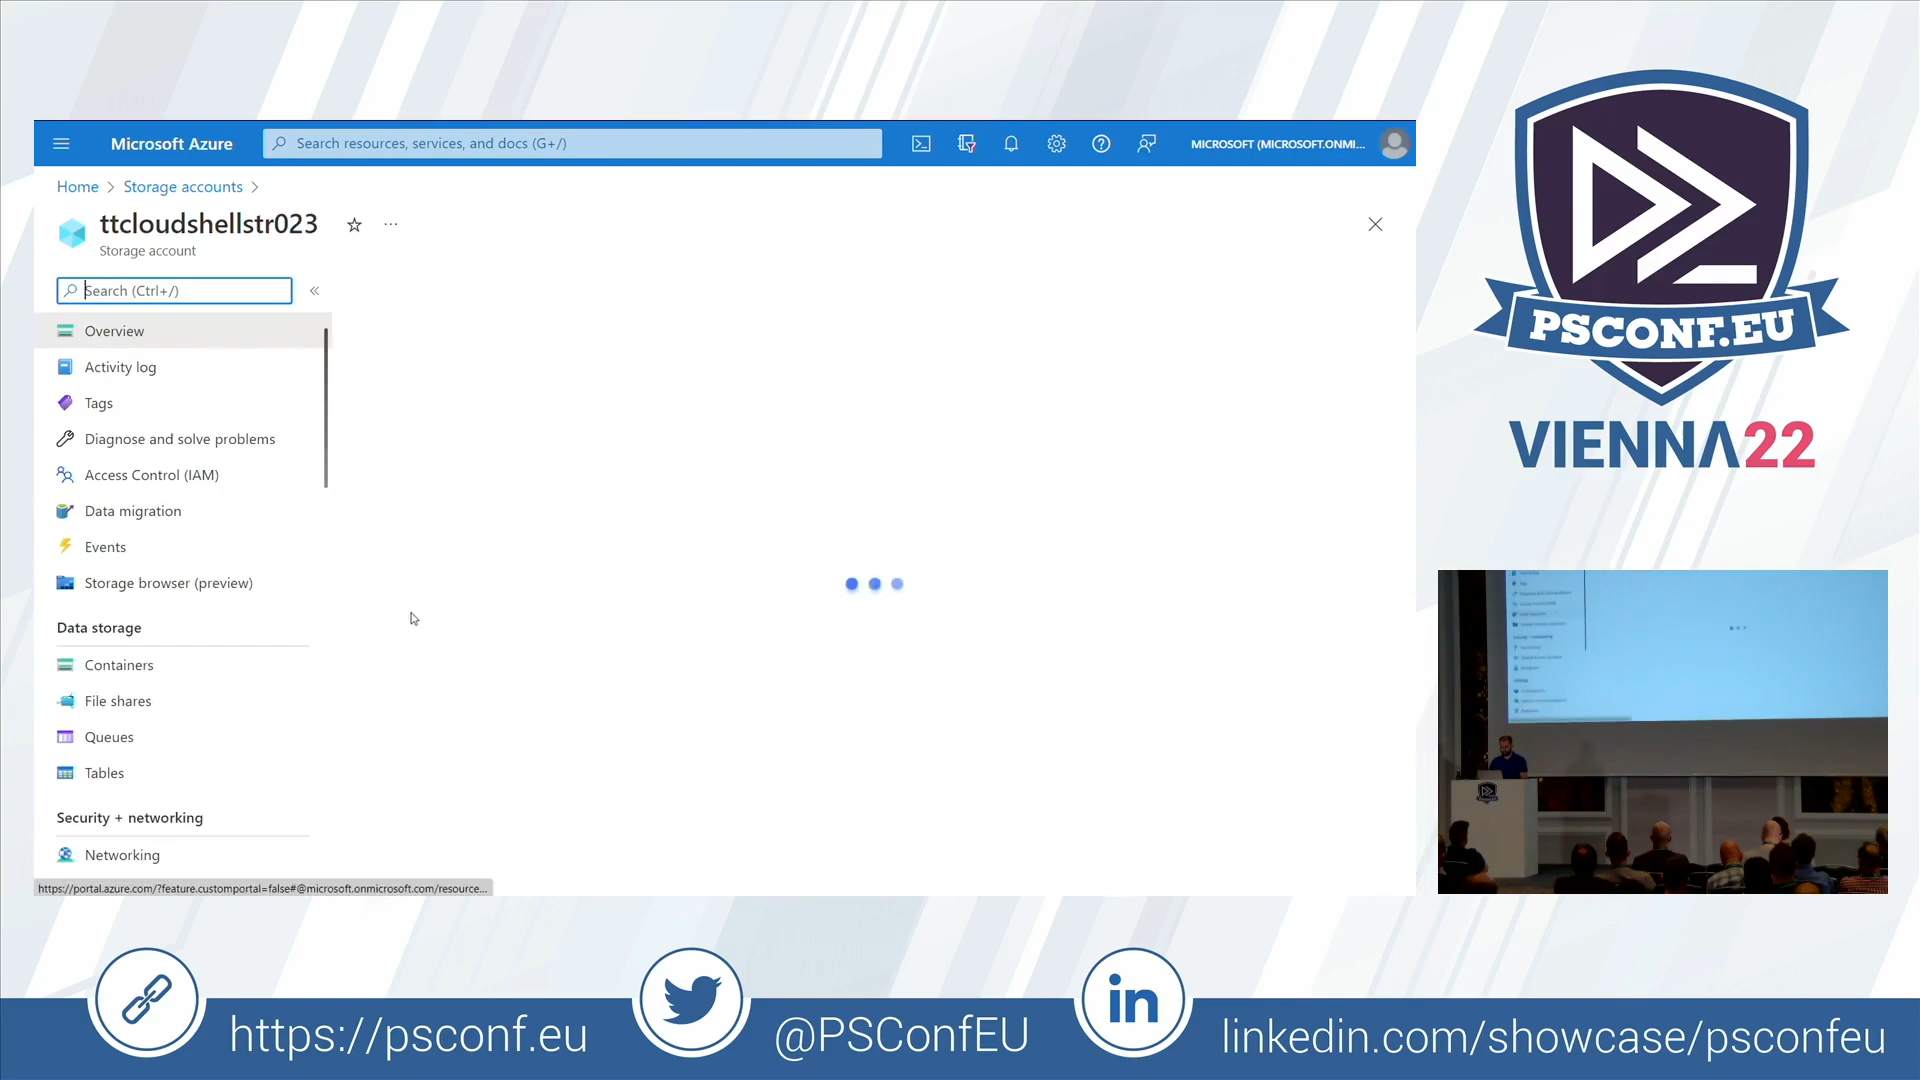 Microsoft Azure
Search resources, services, and docs (G+/)
MICROSOFT (MICROSOFT.ONMI...
Home > Storage accounts >
ttcloudshellstr023
Storage account
Search (Ctrl+/)
Overview
Activity log
Tags
Diagnose and solve problems
Access Control (IAM)
Data migration
Events
Storage browser (preview)
Data storage
Containers
File shares
Queues
Tables
Security + networking
Networking
https://portal.azure.com/?feature.customportal=false#@microsoft.onmicrosoft.com/resource...
PSCONF.EU
VIENNA22
https://psconf.eu
@PSConfEU
in
linkedin.com/showcase/psconfeu